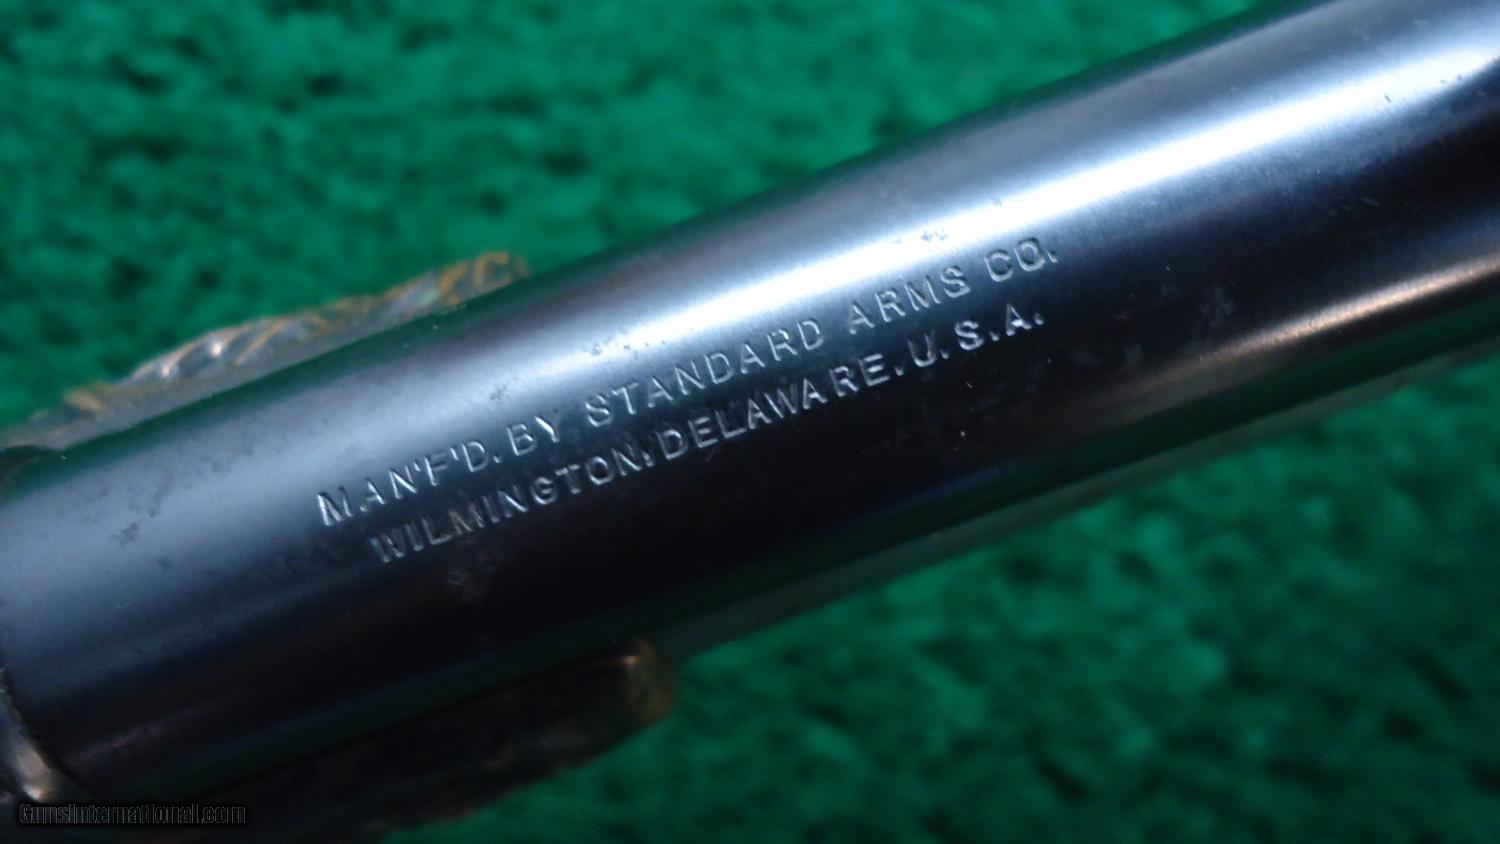 MAN'F'D. BY STANDARD ARMS CO.
WILMINGTON, DELAWARE. U.S.A.
GunsInternational.com